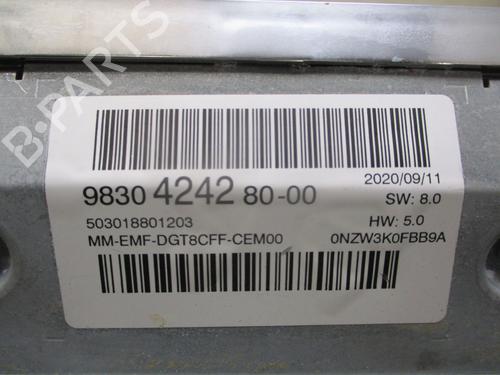 B-PARTS
2020/09/11
9830 4242 80-00
SW: 8.0
503018801203
HW: 5.0
MM-EMF-DGT8CFF-CEM00
0NZW3K0FBB9A